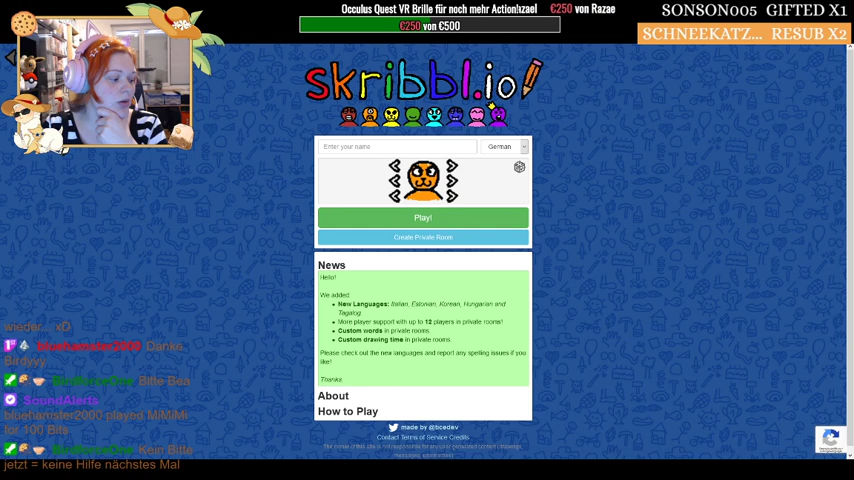 Occulus Quest VR Brille für noch mehr Action!zael €250 von Razae
€250 von €500
SONSON005 GIFTED X1
SCHNEEKATZ... RESUB X2
skribbl.io
Enter your name
German
Play!
Create Private Room
News
Hello!
We added:
New Languages: Italian, Estonian, Korean, Hungarian and
Tagalog
More player support with up to 12 players in private rooms!
Custom words in private rooms.
Custom drawing time in private rooms.
Please check out the new languages and report any spelling issues if you
like!
Thanks.
About
How to Play
made by @ticedev
Contact Terms of Service Credits
wieder... xD
bluehamster2000 Danke
Birdyyy
Bitte Bea
SoundAlerts
bluehamster2000 played MiMiMi
for 100 Bits
Kein Bitte
jetzt = keine Hilfe nächstes Mal